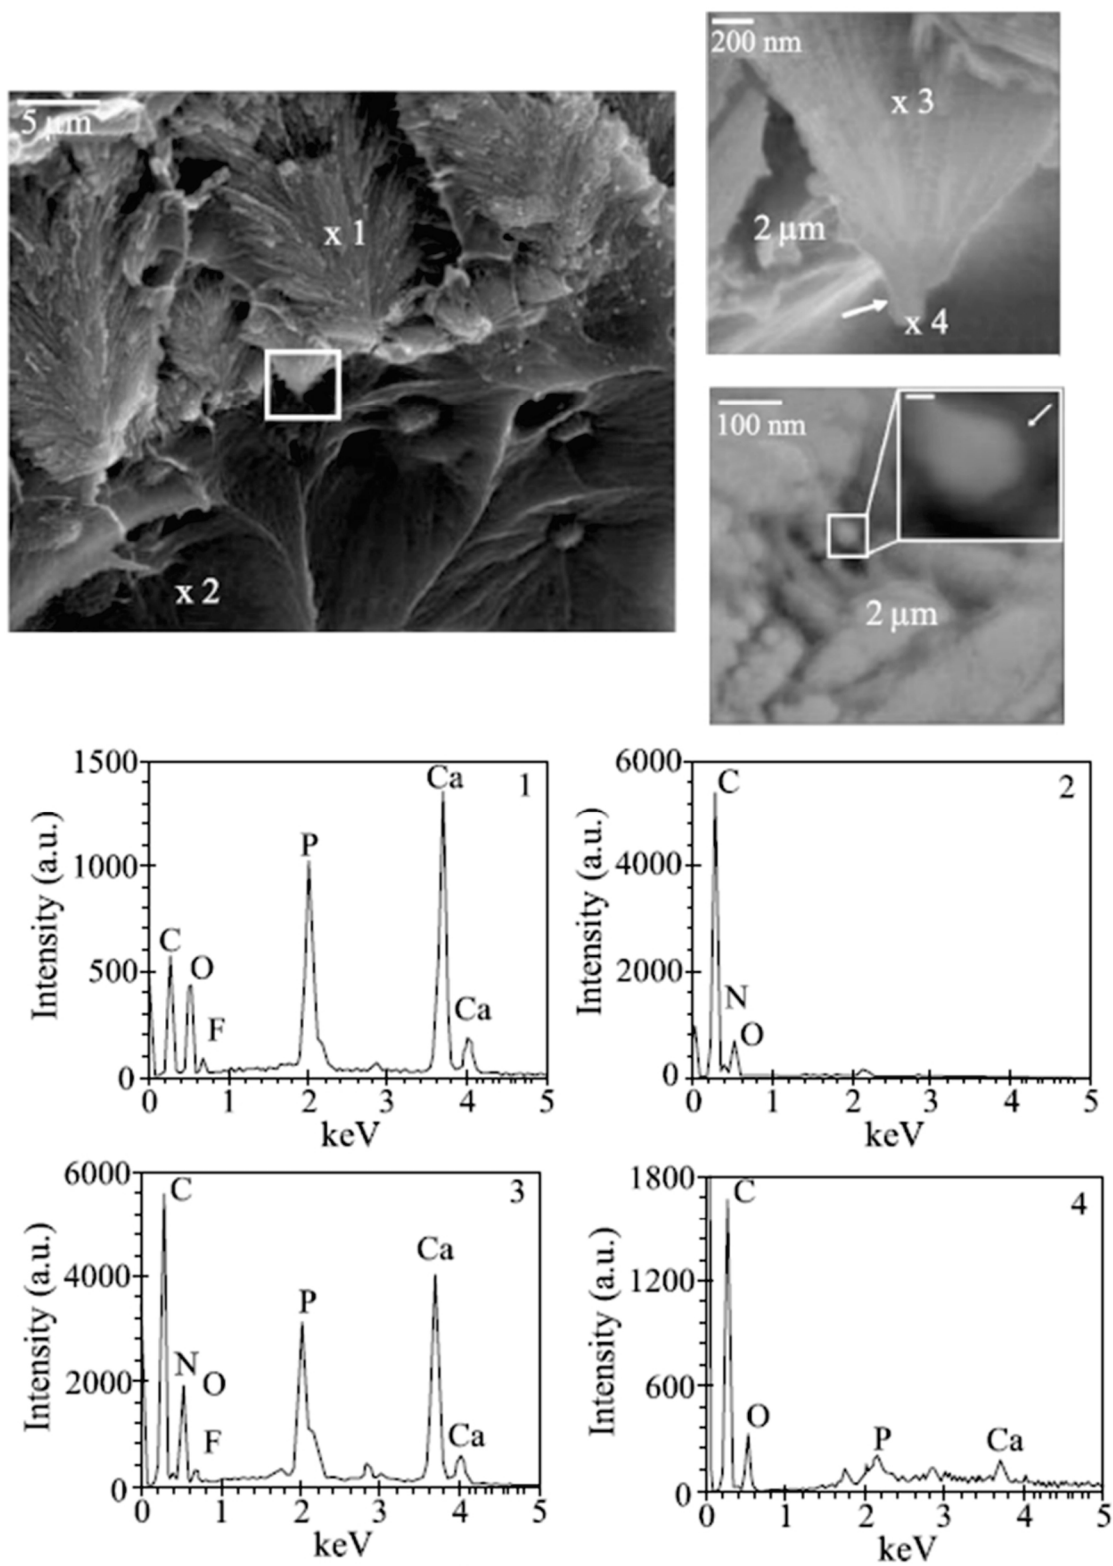 5 μm
x 1
x 2
200 nm
x 3
2 μm
x 4
100 nm
2 μm
1500
1000
500
0
Intensity (a.u.)
C
O
F
P
Ca
Ca
1
0 1 2 3 4 5
keV
6000
4000
2000
0
Intensity (a.u.)
C
N
O
2
0 1 2 3 4 5
keV
6000
4000
2000
0
Intensity (a.u.)
C
N
O
F
P
Ca
Ca
3
0 1 2 3 4 5
keV
1800
1200
600
0
Intensity (a.u.)
C
O
P
Ca
4
0 1 2 3 4 5
keV